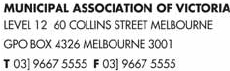 MUNICIPAL ASSOCIATION OF VICTORIA
LEVEL 12 60 COLLINS STREET MELBOURNE
GPO BOX 4326 MELBOURNE 3001
T 03] 9667 5555 F 03] 9667 5555